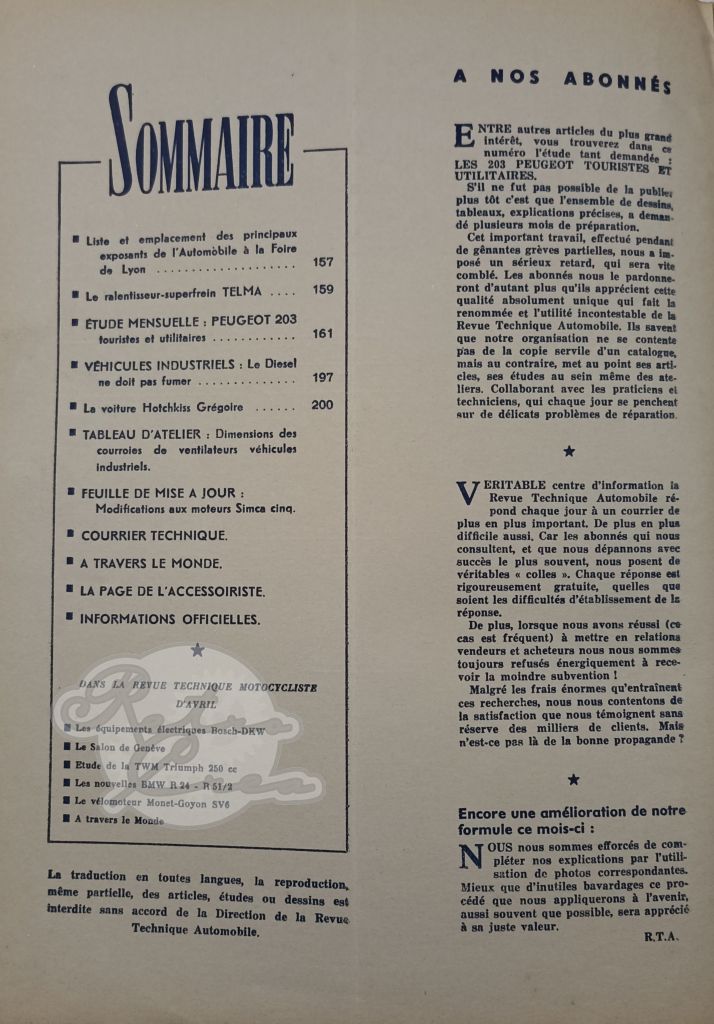 SOMMAIRE
■ Liste et emplacement des principaux
exposants de l'Automobile à la Foire
de Lyon ..................... 157
■ Le ralentisseur-superfrein TELMA .... 159
■ ÉTUDE MENSUELLE : PEUGEOT 203
touristes et utilitaires ............. 161
■ VÉHICULES INDUSTRIELS : Le Diesel
ne doit pas fumer ............... 197
■ La voiture Hotchkiss Grégoire ...... 200
■ TABLEAU D'ATELIER : Dimensions des
courroies de ventilateurs véhicules
industriels.
■ FEUILLE DE MISE A JOUR :
Modifications aux moteurs Simca cinq.
■ COURRIER TECHNIQUE.
■ A TRAVERS LE MONDE.
■ LA PAGE DE L'ACCESSOIRISTE.
■ INFORMATIONS OFFICIELLES.
★
DANS LA REVUE TECHNIQUE MOTOCYCLISTE
D'AVRIL
■ Les équipements électriques Bosch-DKW
■ Le Salon de Genève
■ Etude de la TWM Triumph 250 cc
■ Les nouvelles BMW R 24 - R 51/2
■ Le vélomoteur Monet-Goyon SV6
■ A travers le Monde
La traduction en toutes langues, la reproduction,
même partielle, des articles, études ou dessins est
interdite sans accord de la Direction de la Revue
Technique Automobile.
A NOS ABONNÉS
ENTRE autres articles du plus grand
intérêt, vous trouverez dans ce
numéro l'étude tant demandée :
LES 203 PEUGEOT TOURISTES ET
UTILITAIRES.
S'il ne fut pas possible de la publier
plus tôt c'est que l'ensemble de dessins,
tableaux, explications précises, a deman-
dé plusieurs mois de préparation.
Cet important travail, effectué pendant
de gênantes grèves partielles, nous a im-
posé un sérieux retard, qui sera vite
comblé. Les abonnés nous le pardonne-
ront d'autant plus qu'ils apprécient cette
qualité absolument unique qui fait la
renommée et l'utilité incontestable de la
Revue Technique Automobile. Ils savent
que notre organisation ne se contente
pas de la copie servile d'un catalogue,
mais au contraire, met au point ses arti-
cles, ses études au sein même des ate-
liers. Collaborant avec les praticiens et
techniciens, qui chaque jour se penchent
sur de délicats problèmes de réparation.
★
VERITABLE centre d'information la
Revue Technique Automobile ré-
pond chaque jour à un courrier de
plus en plus important. De plus en plus
difficile aussi. Car les abonnés qui nous
consultent, et que nous dépannons avec
succès le plus souvent, nous posent de
véritables « colles ». Chaque réponse est
rigoureusement gratuite, quelles que
soient les difficultés d'établissement de la
réponse.
De plus, lorsque nous avons réussi (ce
cas est fréquent) à mettre en relations
vendeurs et acheteurs nous nous sommes
toujours refusés énergiquement à rece-
voir la moindre subvention !
Malgré les frais énormes qu'entraînent
ces recherches, nous nous contentons de
la satisfaction que nous témoignent sans
réserve des milliers de clients. Mais
n'est-ce pas là de la bonne propagande ?
★
Encore une amélioration de notre
formule ce mois-ci :
NOUS nous sommes efforcés de com-
pléter nos explications par l'utili-
sation de photos correspondantes.
Mieux que d'inutiles bavardages ce pro-
cédé que nous appliquerons à l'avenir,
aussi souvent que possible, sera apprécié
à sa juste valeur.
R.T.A.